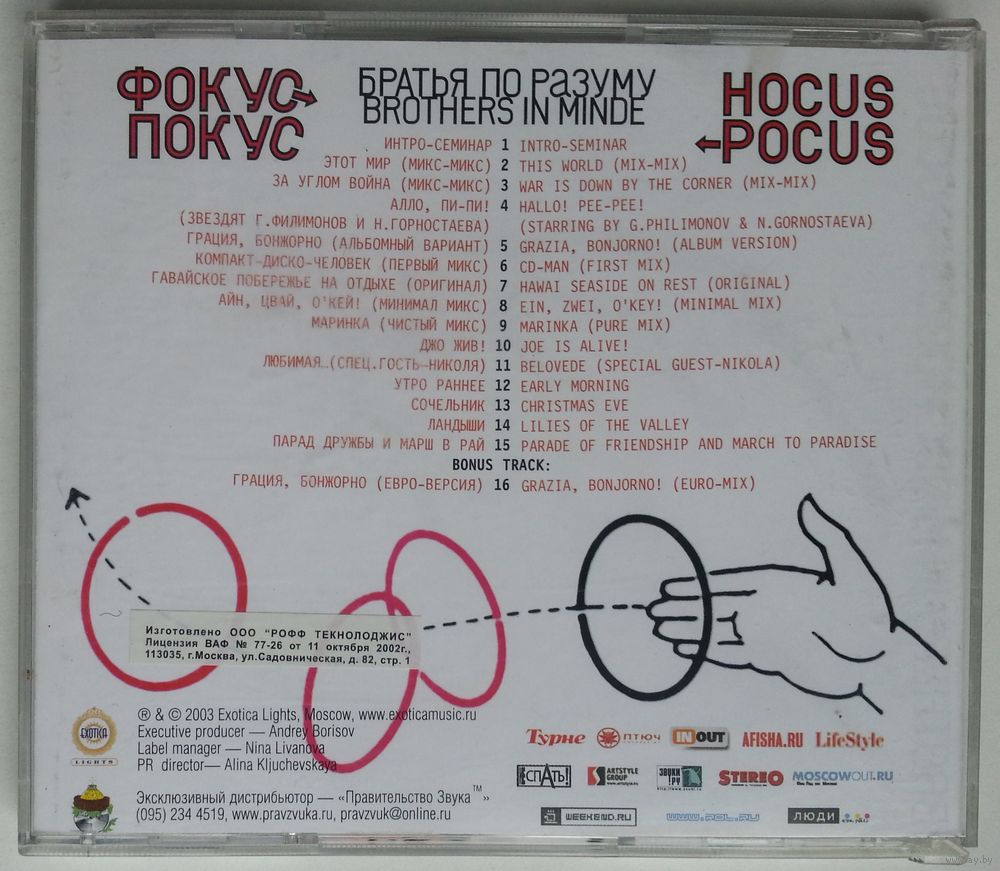 ФОКУС
ПОКУС
БРАТЬЯ ПО РАЗУМУ
BROTHERS IN MINDE
HOCUS
POCUS
ИНТРО-СЕМИНАР 1 INTRO-SEMINAR
ЭТОТ МИР (МИКС-МИКС) 2 THIS WORLD (MIX-MIX)
ЗА УГЛОМ ВОЙНА (МИКС-МИКС) 3 WAR IS DOWN BY THE CORNER (MIX-MIX)
АЛЛО, ПИ-ПИ! 4 HALLO! PEE-PEE!
(ЗВЕЗДЯТ Г.ФИЛИМОНОВ И Н.ГОРНОСТАЕВА) (STARRING BY G.PHILIMONOV & N.GORNOSTAEVA)
ГРАЦИЯ, БОНЖОРНО (АЛЬБОМНЫЙ ВАРИАНТ) 5 GRAZIA, BONJORNO! (ALBUM VERSION)
КОМПАКТ-ДИСКО-ЧЕЛОВЕК (ПЕРВЫЙ МИКС) 6 CD-MAN (FIRST MIX)
ГАВАЙСКОЕ ПОБЕРЕЖЬЕ НА ОТДЫХЕ (ОРИГИНАЛ) 7 HAWAI SEASIDE ON REST (ORIGINAL)
АЙН, ЦВАЙ, О'КЕЙ! (МИНИМАЛ МИКС) 8 EIN, ZWEI, O'KEY! (MINIMAL MIX)
МАРИНКА (ЧИСТЫЙ МИКС) 9 MARINKA (PURE MIX)
ДЖО ЖИВ! 10 JOE IS ALIVE!
ЛЮБИМАЯ…(СПЕЦ.ГОСТЬ-НИКОЛЯ) 11 BELOVEDE (SPECIAL GUEST-NIKOLA)
УТРО РАННЕЕ 12 EARLY MORNING
СОЧЕЛЬНИК 13 CHRISTMAS EVE
ЛАНДЫШИ 14 LILIES OF THE VALLEY
ПАРАД ДРУЖБЫ И МАРШ В РАЙ 15 PARADE OF FRIENDSHIP AND MARCH TO PARADISE
BONUS TRACK:
ГРАЦИЯ, БОНЖОРНО (ЕВРО-ВЕРСИЯ) 16 GRAZIA, BONJORNO! (EURO-MIX)
Изготовлено ООО "РОФФ ТЕКНОЛОДЖИС"
Лицензия ВАФ № 77-26 от 11 октября 2002г.,
113035, г.Москва, ул.Садовническая, д. 82, стр. 1
EXOTICA
LIGHTS
® & © 2003 Exotica Lights, Moscow, www.exoticamusic.ru
Executive producer — Andrey Borisov
Label manager — Nina Livanova
PR director— Alina Kljuchevskaya
Эксклюзивный дистрибьютор — «Правительство Звука™»
(095) 234 4519, www.pravzvuka.ru, pravzvuk@online.ru
Турне ПТЮЧ INOUT AFISHA.RU LifeStyle
СПАТЬ! ARTSTYLE GROUP ЗВУКИ РУ STEREO MOSCOWOUT.RU
WEEKEND.RU WWW.POL.RU ЛЮДИ
www.ay.by